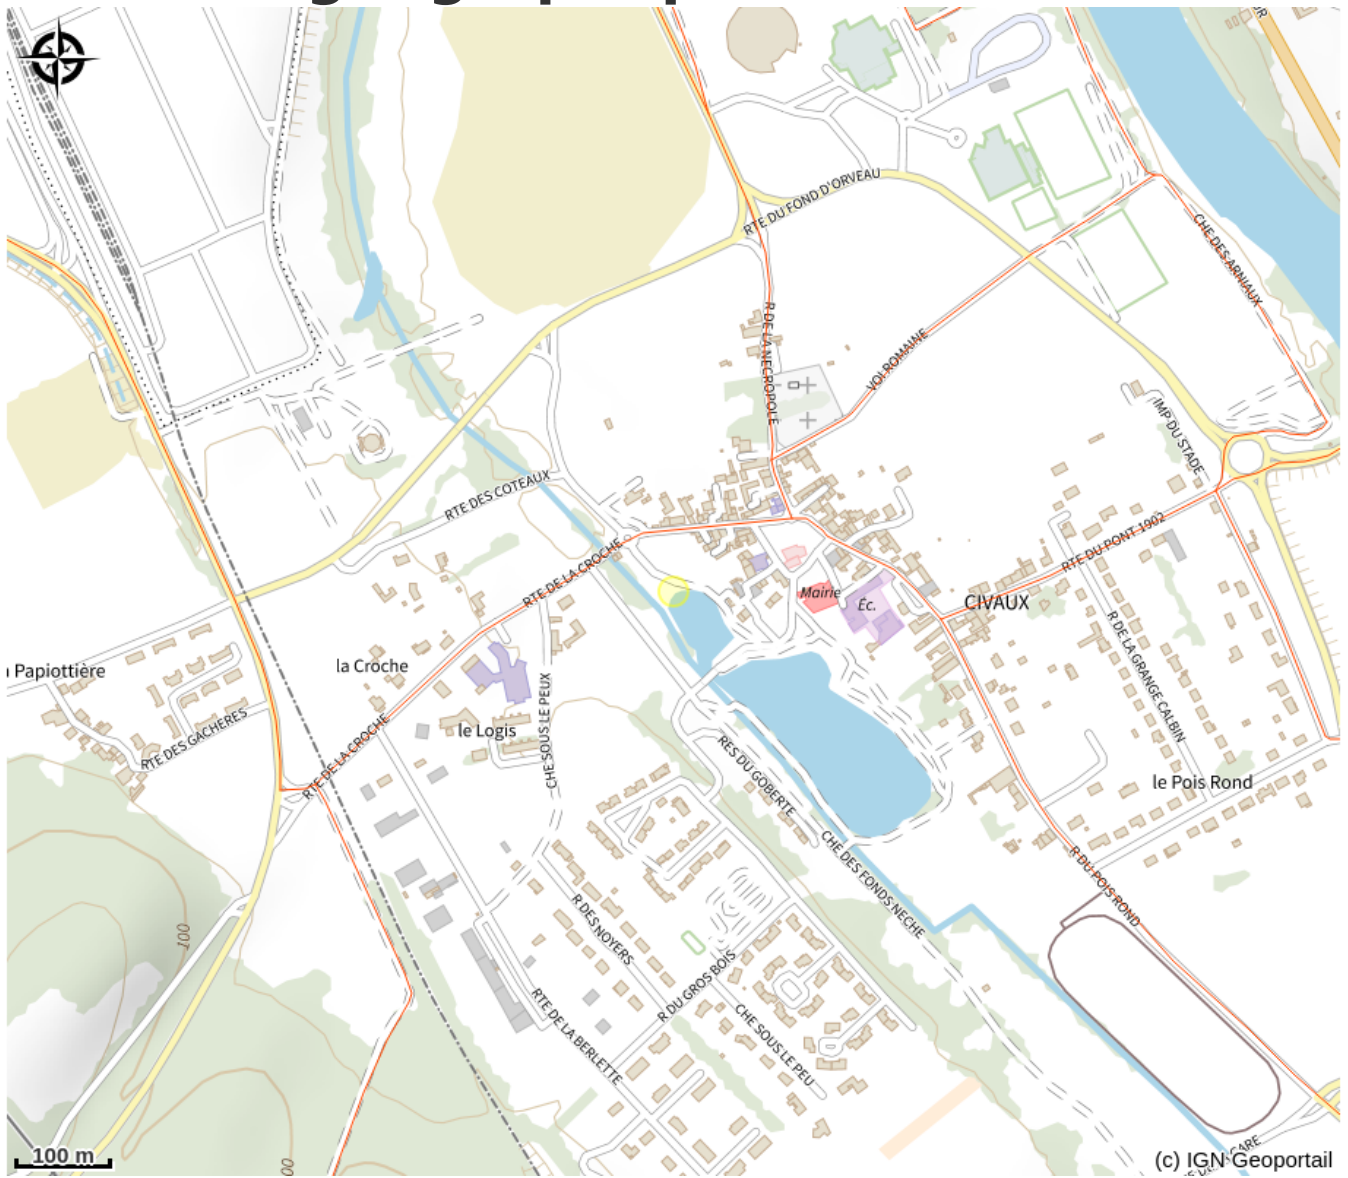 RTE DU FOND D'ORVEAU
CHE DES ARNIAUX
R DE LA NECROPOLE
VOI ROMAINE
IMP DU STADE
RTE DES COTEAUX
RTE DE LA CROCHE
RTE DU PONT 1902
Mairie
Éc.
CIVAUX
R DE LA GRANGE CALBIN
Papiottière
la Croche
le Logis
CHE SOUS LE PEUX
RTE DES GACHERES
RTE DE LA CROCHE
RES DU GOBERTE
le Pois Rond
CHE DES FONDS NECHE
R DU POIS ROND
R DES NOYERS
100
R DU GROS BOIS
RTE DE LA BERLETTE
CHE SOUS LE PEU
100 m
00
GARE
(c) IGN Geoportail